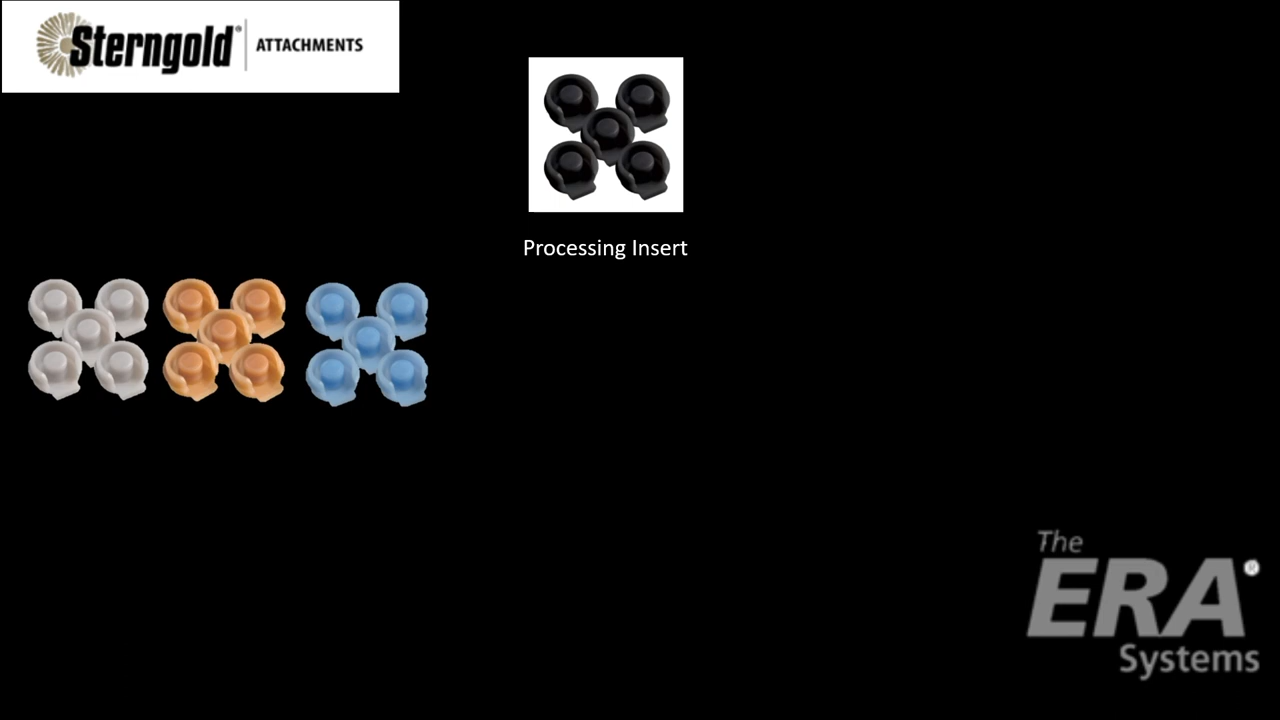 Sterngold® | ATTACHMENTS
Processing Insert
The
ERA®
Systems